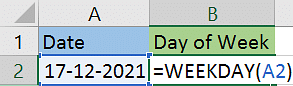 A B
1 Date Day of Week
2 17-12-2021 =WEEKDAY(A2)